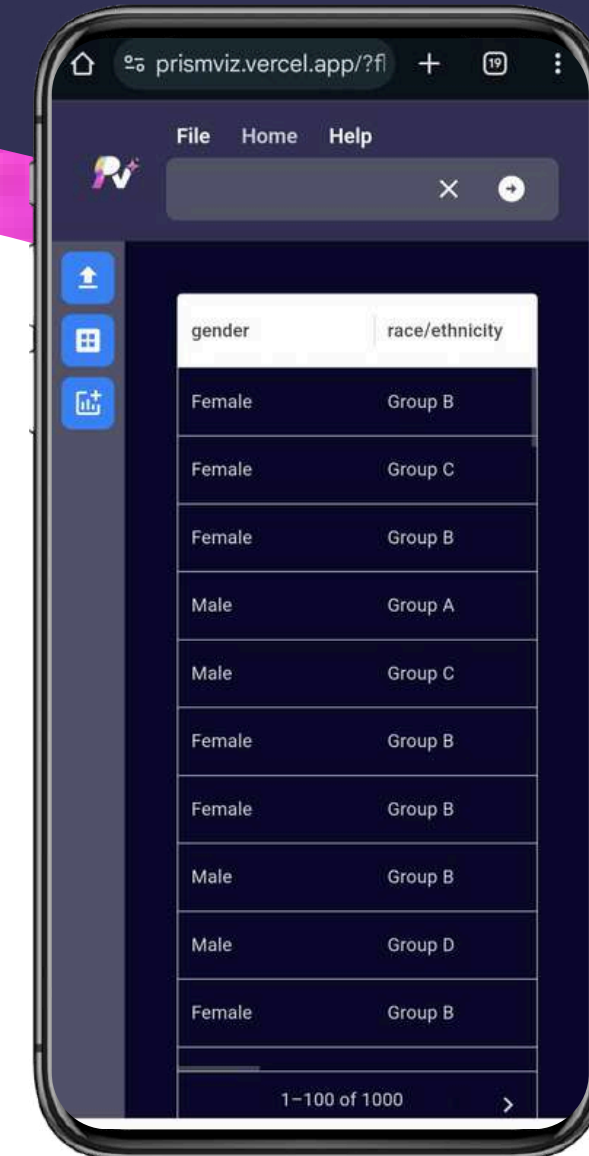 prismviz.vercel.app/?fl
19
File Home Help
Pv
gender race/ethnicity
Female Group B
Female Group C
Female Group B
Male Group A
Male Group C
Female Group B
Female Group B
Male Group B
Male Group D
Female Group B
1–100 of 1000